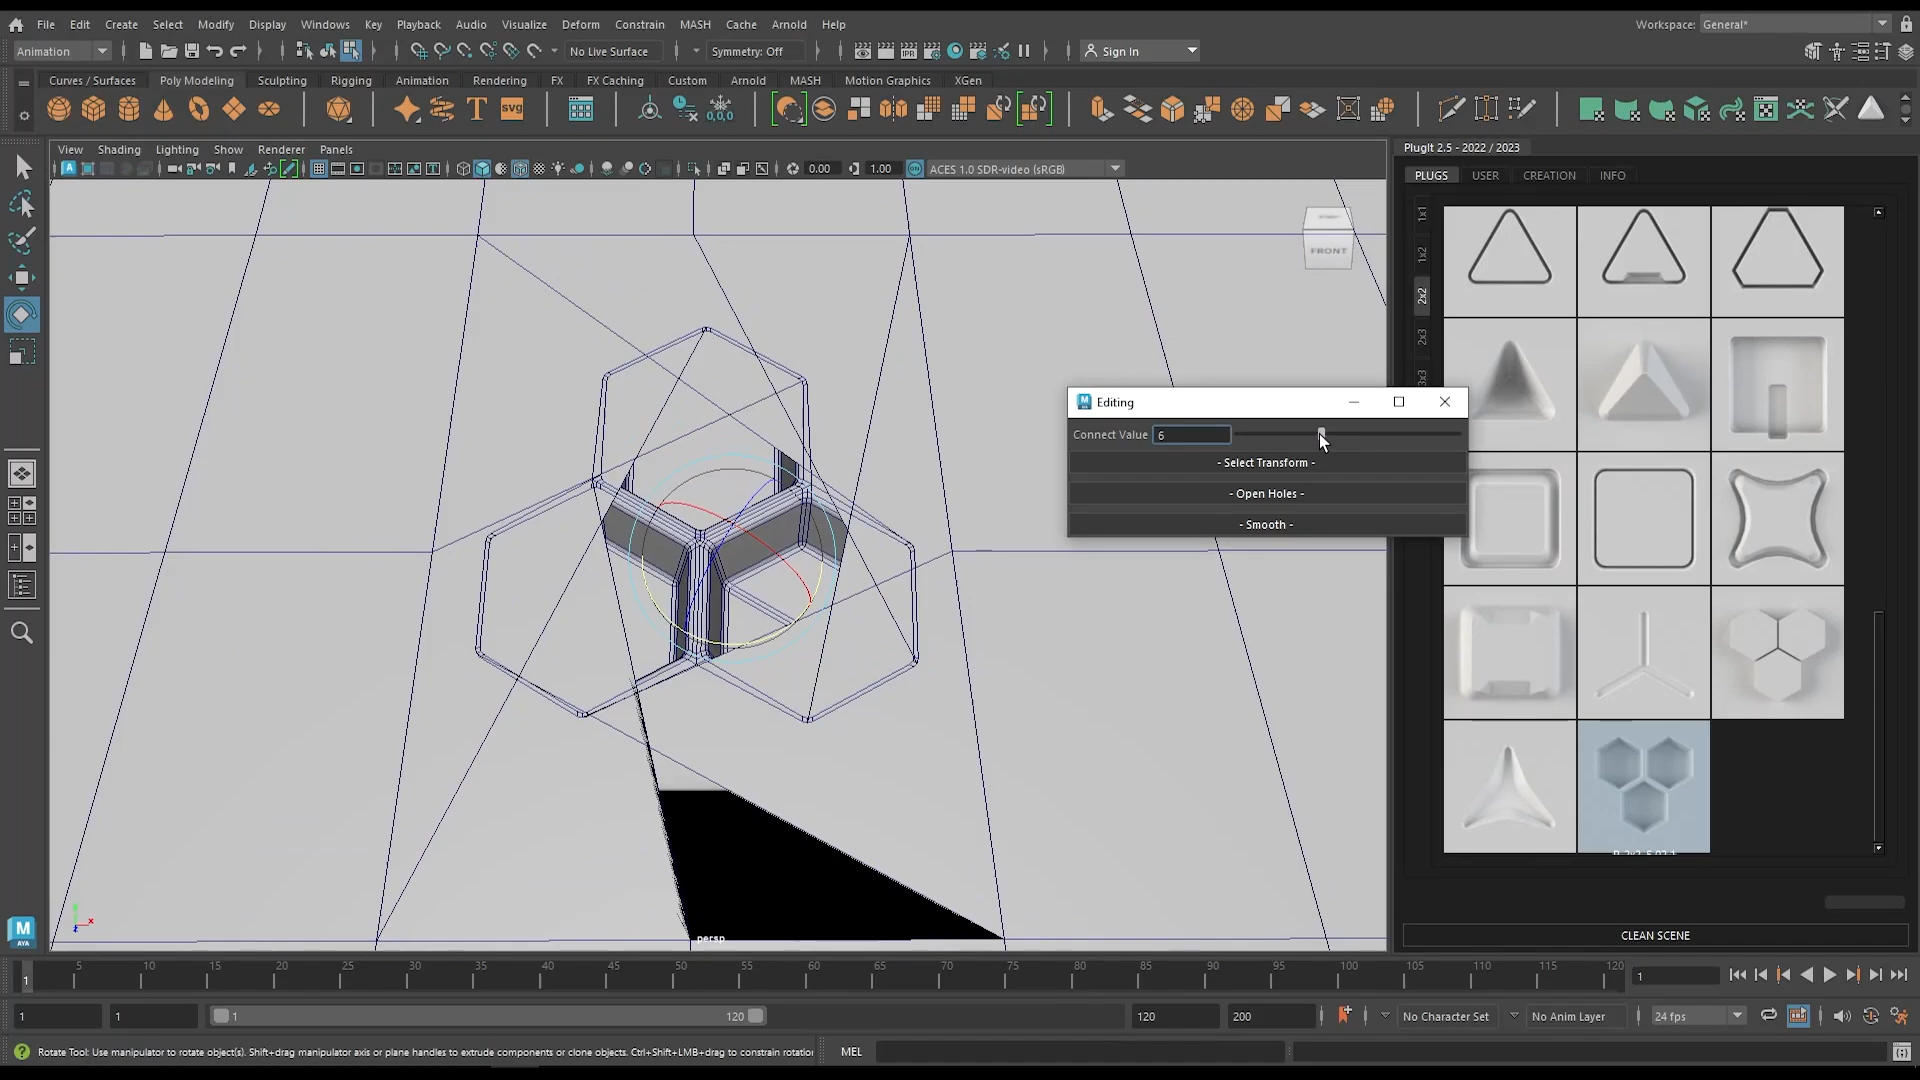 File Edit Create Select Modify Display Windows Key Playback Audio Visualize Deform Constrain MASH Cache Arnold Help Workspace: General*
Animation No Live Surface Symmetry: Off Sign In
Curves / Surfaces Poly Modeling Sculpting Rigging Animation Rendering FX FX Caching Custom Arnold MASH Motion Graphics XGen
T SVG 0,0,0
View Shading Lighting Show Renderer Panels
0.00 1.00 ACES 1.0 SDR-video (sRGB)
FRONT
PlugIt 2.5 - 2022 / 2023
PLUGS USER CREATION INFO
1x1
1x2
2x2
2x3
3x3
Editing
Connect Value 6
- Select Transform -
- Open Holes -
- Smooth -
persp
CLEAN SCENE
M
AYA
1 5 10 15 20 25 30 35 40 45 50 55 60 65 70 75 80 85 90 95 100 105 110 115 120 1
1 1 1 120 120 200 No Character Set No Anim Layer 24 fps
Rotate Tool: Use manipulator to rotate object(s). Shift+drag manipulator axis or plane handles to extrude components or clone objects. Ctrl+Shift+LMB+drag to constrain rotation MEL